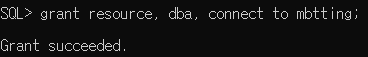 SQL> grant resource, dba, connect to mbtting;
Grant succeeded.